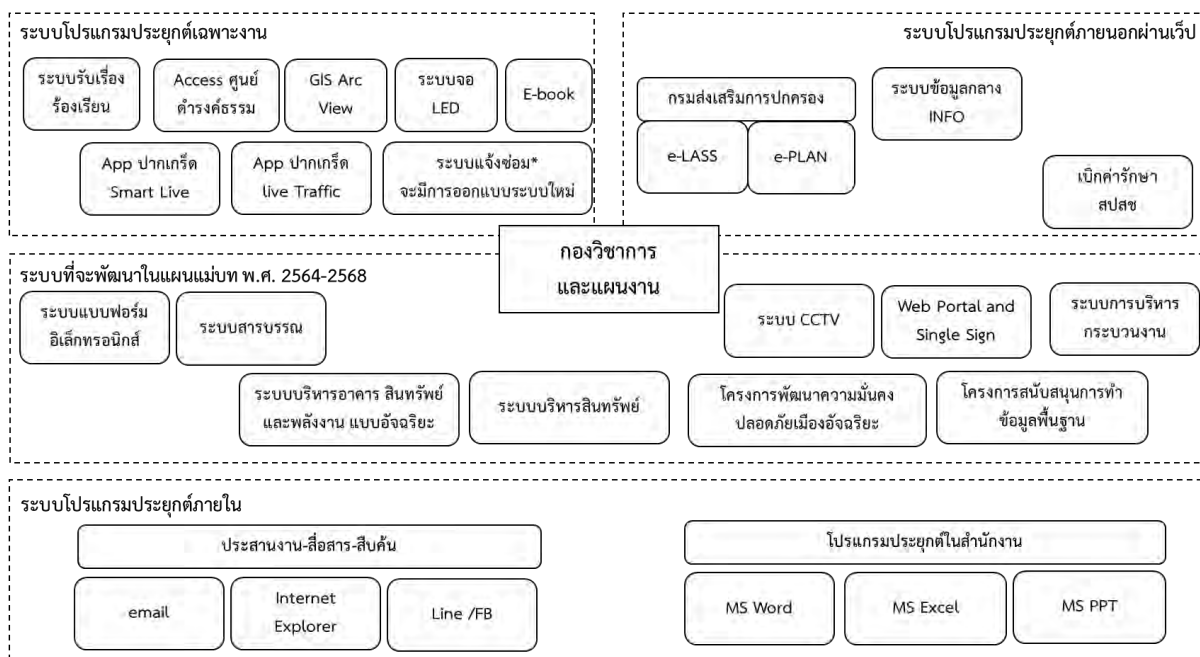 ระบบโปรแกรมประยุกต์เฉพาะงาน
ระบบรับเรื่อง
ร้องเรียน
Access ศูนย์
ดำรงค์ธรรม
GIS Arc
View
ระบบจอ
LED
E-book
App ปากเกร็ด
Smart Live
App ปากเกร็ด
live Traffic
ระบบแจ้งซ่อม*
จะมีการออกแบบระบบใหม่
ระบบโปรแกรมประยุกต์ภายนอกผ่านเว็ป
กรมส่งเสริมการปกครอง
e-LASS
e-PLAN
ระบบข้อมูลกลาง
INFO
เบิกค่ารักษา
สปสช
กองวิชาการ
และแผนงาน
ระบบที่จะพัฒนาในแผนแม่บท พ.ศ. 2564-2568
ระบบแบบฟอร์ม
อิเล็กทรอนิกส์
ระบบสารบรรณ
ระบบ CCTV
Web Portal and
Single Sign
ระบบการบริหาร
กระบวนงาน
ระบบบริหารอาคาร สินทรัพย์
และพลังงาน แบบอัจฉริยะ
ระบบบริหารสินทรัพย์
โครงการพัฒนาความมั่นคง
ปลอดภัยเมืองอัจฉริยะ
โครงการสนับสนุนการทำ
ข้อมูลพื้นฐาน
ระบบโปรแกรมประยุกต์ภายใน
ประสานงาน-สื่อสาร-สืบค้น
email
Internet
Explorer
Line /FB
โปรแกรมประยุกต์ในสำนักงาน
MS Word
MS Excel
MS PPT